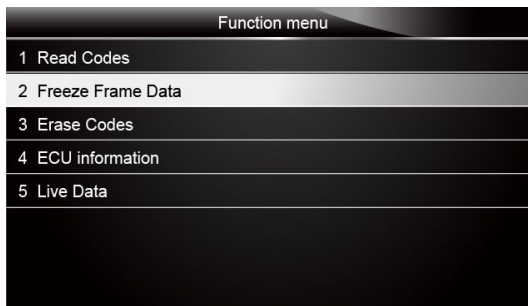 Function menu
1 Read Codes
2 Freeze Frame Data
3 Erase Codes
4 ECU information
5 Live Data